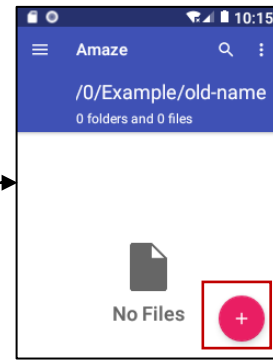 10:15
Amaze
/0/Example/old-name
0 folders and 0 files
No Files
+